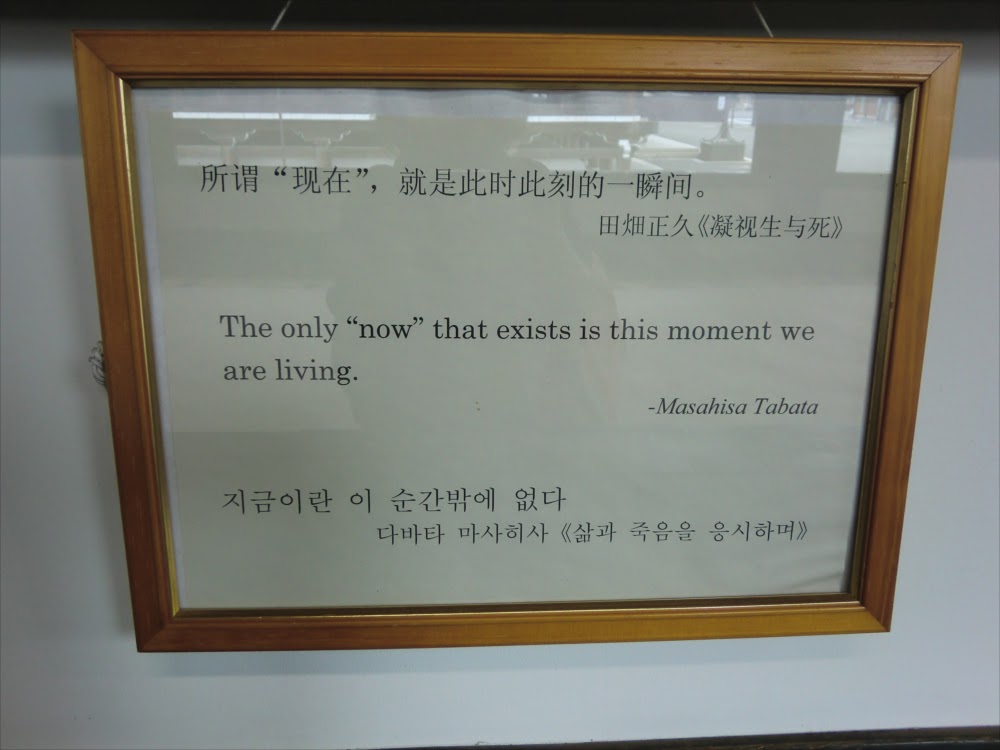 所谓“现在”，就是此时此刻的一瞬间。
田畑正久《凝视生与死》
The only “now” that exists is this moment we
are living.
-Masahisa Tabata
지금이란 이 순간밖에 없다
다바타 마사히사 《삶과 죽음을 응시하며》